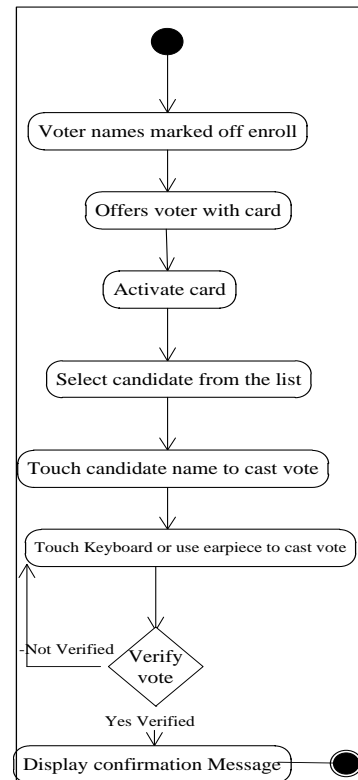 Voter names marked off enroll
Offers voter with card
Activate card
Select candidate from the list
Touch candidate name to cast vote
Touch Keyboard or use earpiece to cast vote
-Not Verified
Verify
vote
Yes Verified
Display confirmation Message